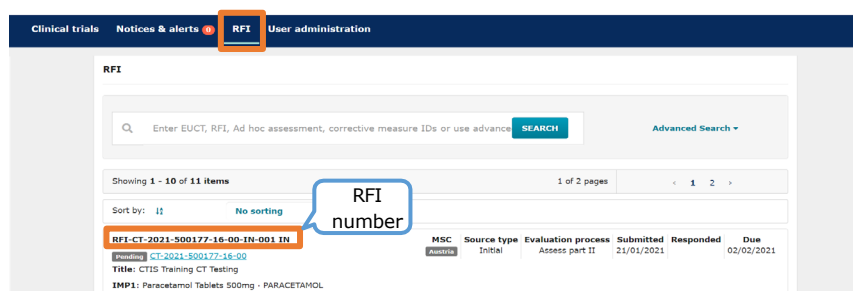 Clinical trials Notices & alerts 0 RFI User administration
RFI
Enter EUCT, RFI, Ad hoc assessment, corrective measure IDs or use advance SEARCH Advanced Search
Showing 1 - 10 of 11 items 1 of 2 pages < 1 2 >
RFI
number
Sort by: No sorting
RFI-CT-2021-500177-16-00-IN-001 IN MSC Source type Evaluation process Submitted Responded Due
Pending CT-2021-500177-16-00 Austria Initial Assess part II 21/01/2021 02/02/2021
Title: CTIS Training CT Testing
IMP1: Paracetamol Tablets 500mg - PARACETAMOL